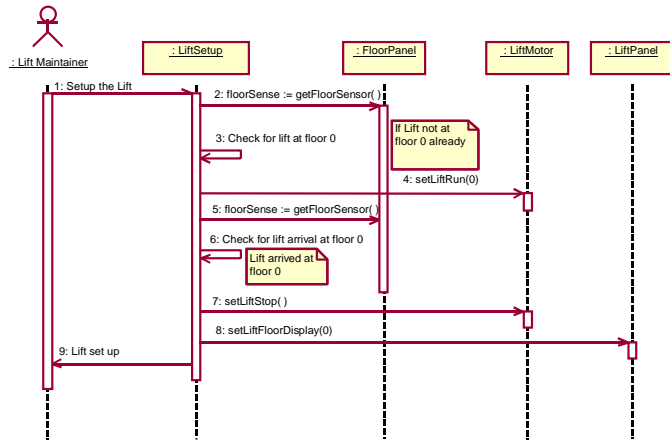 : LiftSetup
: FloorPanel
: LiftMotor
: LiftPanel
: Lift Maintainer
1: Setup the Lift
2: floorSense := getFloorSensor( )
If Lift not at
floor 0 already
3: Check for lift at floor 0
4: setLiftRun(0)
5: floorSense := getFloorSensor( )
6: Check for lift arrival at floor 0
Lift arrived at
floor 0
7: setLiftStop( )
8: setLiftFloorDisplay(0)
9: Lift set up